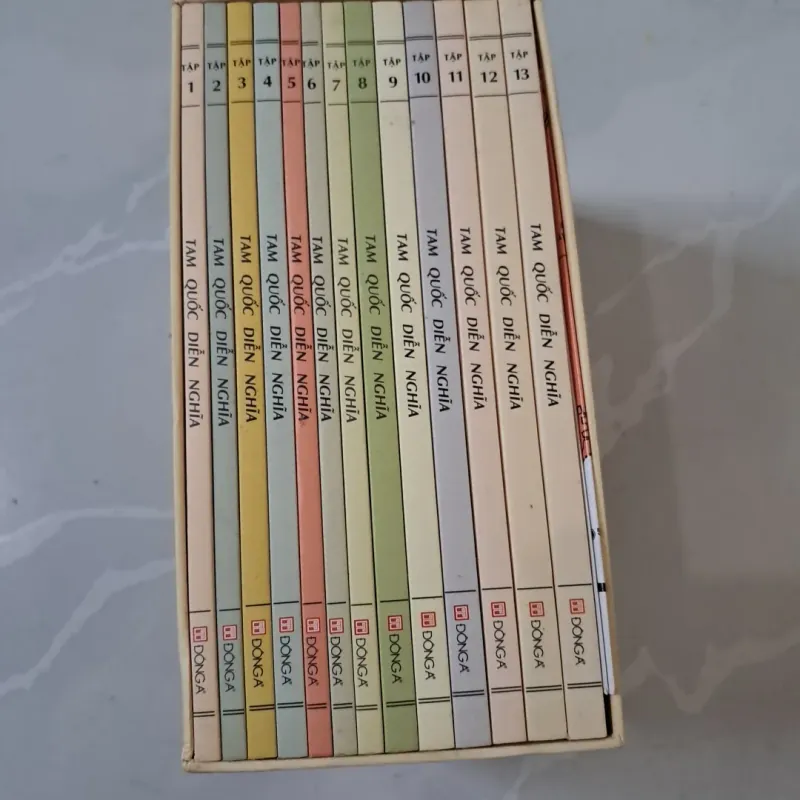 TẬP 1 TAM QUỐC DIỄN NGHĨA ĐÔNG A
TẬP 2 TAM QUỐC DIỄN NGHĨA ĐÔNG A
TẬP 3 TAM QUỐC DIỄN NGHĨA ĐÔNG A
TẬP 4 TAM QUỐC DIỄN NGHĨA ĐÔNG A
TẬP 5 TAM QUỐC DIỄN NGHĨA ĐÔNG A
TẬP 6 TAM QUỐC DIỄN NGHĨA ĐÔNG A
TẬP 7 TAM QUỐC DIỄN NGHĨA ĐÔNG A
TẬP 8 TAM QUỐC DIỄN NGHĨA ĐÔNG A
TẬP 9 TAM QUỐC DIỄN NGHĨA ĐÔNG A
TẬP 10 TAM QUỐC DIỄN NGHĨA ĐÔNG A
TẬP 11 TAM QUỐC DIỄN NGHĨA ĐÔNG A
TẬP 12 TAM QUỐC DIỄN NGHĨA ĐÔNG A
TẬP 13 TAM QUỐC DIỄN NGHĨA ĐÔNG A